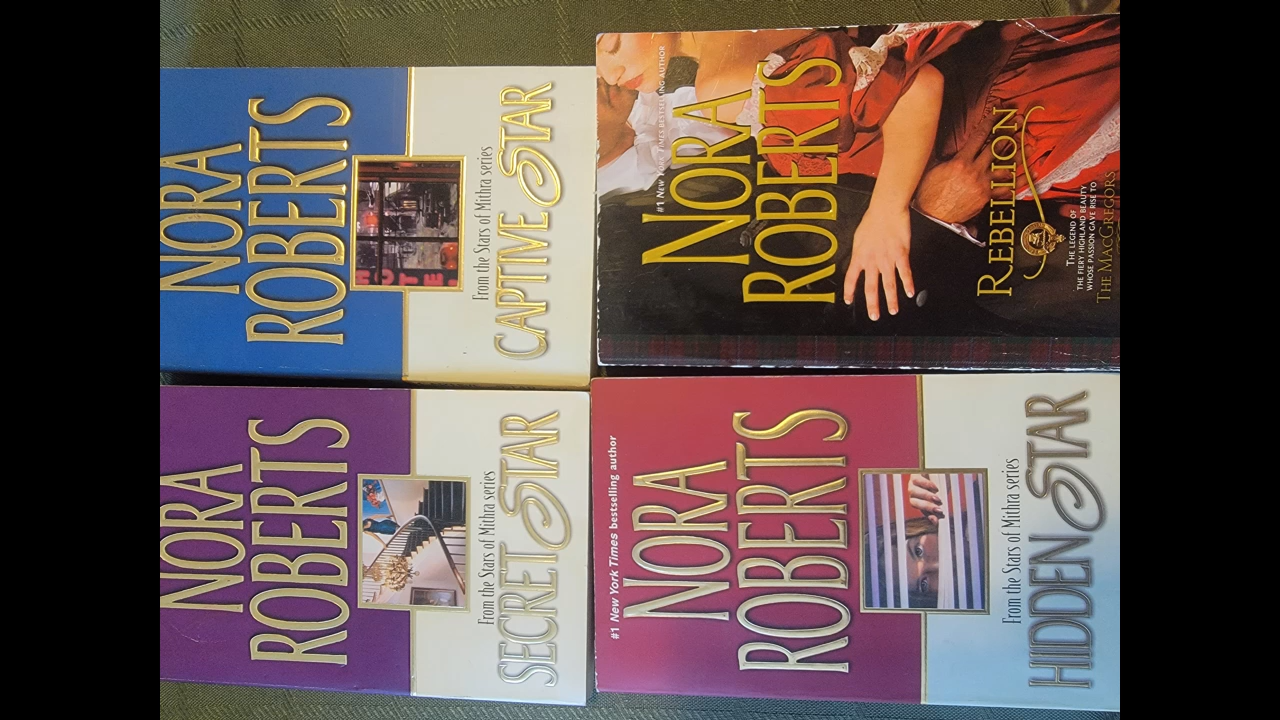 NORA
ROBERTS
From the Stars of Mithra series
SECRET STAR
NORA
ROBERTS
From the Stars of Mithra series
CAPTIVE STAR
#1 New York Times bestselling author
NORA
ROBERTS
From the Stars of Mithra series
HIDDEN STAR
#1 NEW YORK TIMES BESTSELLING AUTHOR
NORA
ROBERTS
REBELLION
THE LEGEND OF
THE FIERY HIGHLAND BEAUTY
WHOSE PASSION GAVE RISE TO
THE MACGREGORS